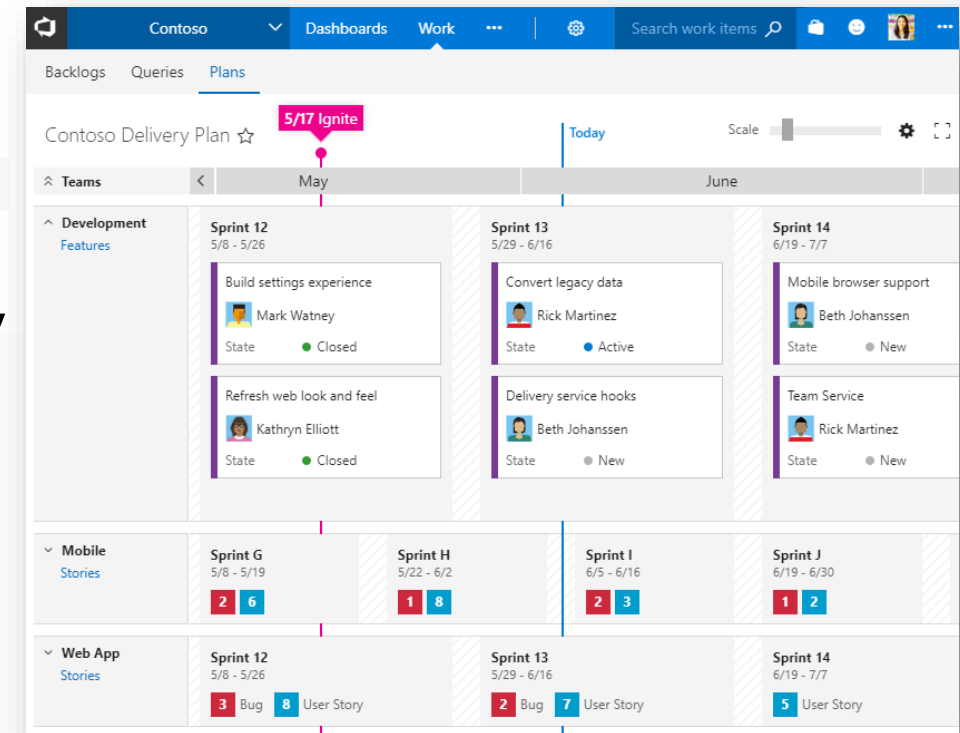 Contoso Dashboards Work ••• Search work items •••
Backlogs Queries Plans
5/17 Ignite
Contoso Delivery Plan Today Scale
Teams May June
Development
Features
Sprint 12
5/8 - 5/26
Build settings experience
Mark Watney
State Closed
Refresh web look and feel
Kathryn Elliott
State Closed
Sprint 13
5/29 - 6/16
Convert legacy data
Rick Martinez
State Active
Delivery service hooks
Beth Johanssen
State New
Sprint 14
6/19 - 7/7
Mobile browser support
Beth Johanssen
State New
Team Service
Rick Martinez
State New
Mobile
Stories
Sprint G
5/8 - 5/19
2 6
Sprint H
5/22 - 6/2
1 8
Sprint I
6/5 - 6/16
2 3
Sprint J
6/19 - 6/30
1 2
Web App
Stories
Sprint 12
5/8 - 5/26
3 Bug 8 User Story
Sprint 13
5/29 - 6/16
2 Bug 7 User Story
Sprint 14
6/19 - 7/7
5 User Story